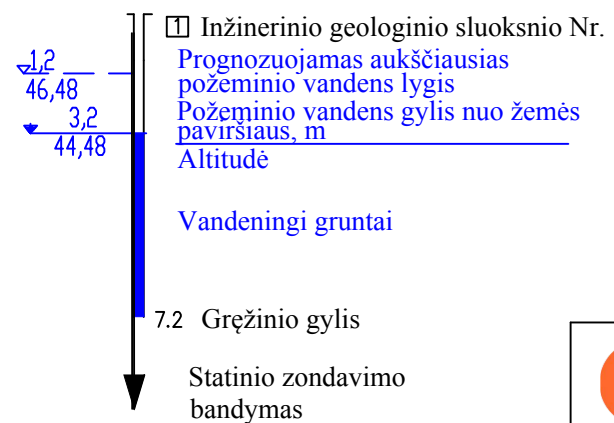 1 Inžinerinio geologinio sluoksnio Nr.
1,2
46,48
Prognozuojamas aukščiausias
požeminio vandens lygis
3,2
44,48
Požeminio vandens gylis nuo žemės
paviršiaus, m
Altitudė
Vandeningi gruntai
7.2 Gręžinio gylis
Statinio zondavimo
bandymas